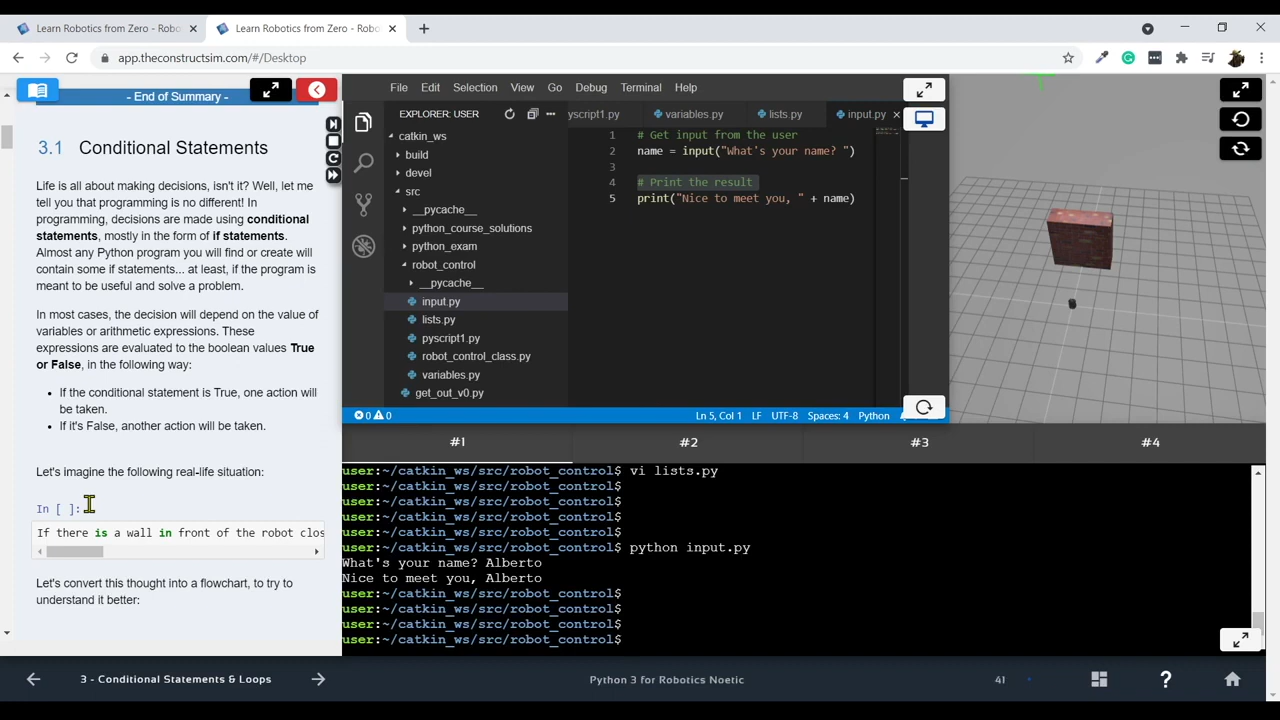 Learn Robotics from Zero - Robo
Learn Robotics from Zero - Robo
app.theconstructsim.com/#/Desktop
- End of Summary -
3.1 Conditional Statements
Life is all about making decisions, isn't it? Well, let me
tell you that programming is no different! In
programming, decisions are made using conditional
statements, mostly in the form of if statements.
Almost any Python program you will find or create will
contain some if statements... at least, if the program is
meant to be useful and solve a problem.
In most cases, the decision will depend on the value of
variables or arithmetic expressions. These
expressions are evaluated to the boolean values True
or False, in the following way:
• If the conditional statement is True, one action will
be taken.
• If it's False, another action will be taken.
Let's imagine the following real-life situation:
In [ ]:
If there is a wall in front of the robot clos
Let's convert this thought into a flowchart, to try to
understand it better:
File Edit Selection View Go Debug Terminal Help
EXPLORER: USER
catkin_ws
build
devel
src
__pycache__
python_course_solutions
python_exam
robot_control
__pycache__
input.py
lists.py
pyscript1.py
robot_control_class.py
variables.py
get_out_v0.py
yscript1.py variables.py lists.py input.py
1 # Get input from the user
2 name = input("What's your name? ")
3
4 # Print the result
5 print("Nice to meet you, " + name)
0 0 Ln 5, Col 1 LF UTF-8 Spaces: 4 Python
#1 #2 #3 #4
user:~/catkin_ws/src/robot_control$ vi lists.py
user:~/catkin_ws/src/robot_control$
user:~/catkin_ws/src/robot_control$
user:~/catkin_ws/src/robot_control$
user:~/catkin_ws/src/robot_control$
user:~/catkin_ws/src/robot_control$ python input.py
What's your name? Alberto
Nice to meet you, Alberto
user:~/catkin_ws/src/robot_control$
user:~/catkin_ws/src/robot_control$
user:~/catkin_ws/src/robot_control$
user:~/catkin_ws/src/robot_control$
3 - Conditional Statements & Loops
Python 3 for Robotics Noetic
41
?